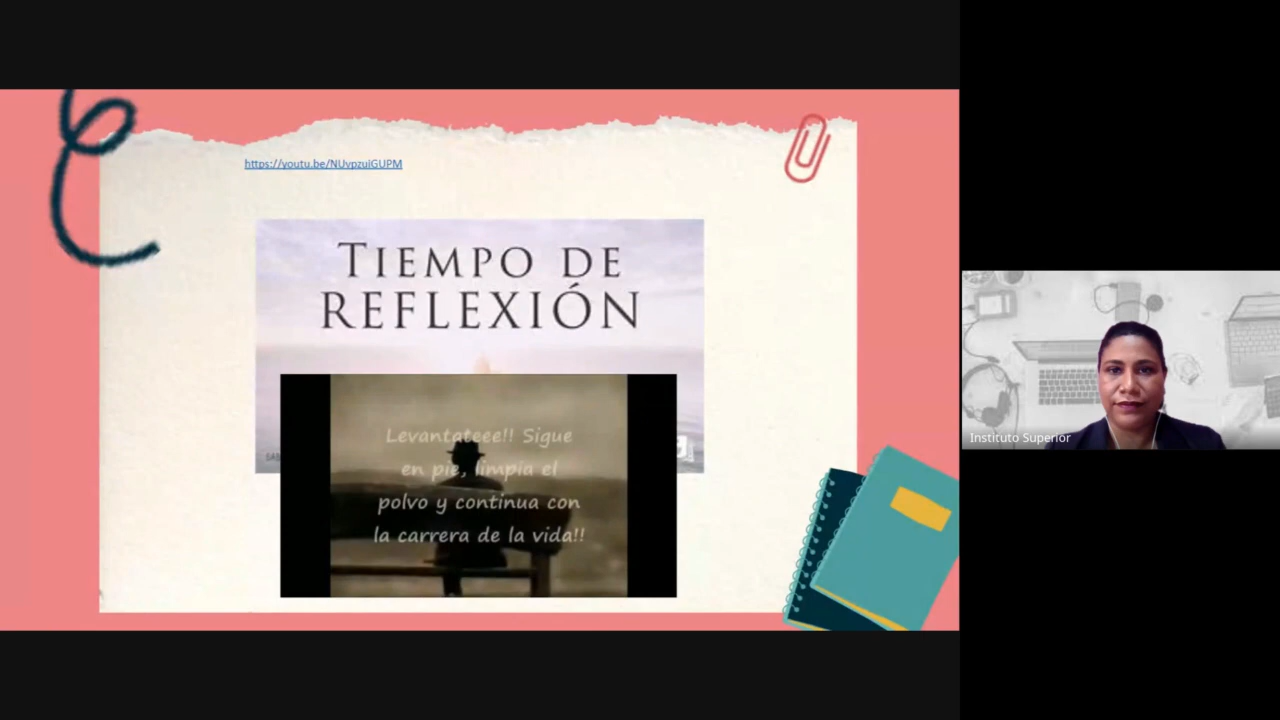 https://youtu.be/NUvpzuiGUPM
TIEMPO DE
REFLEXIÓN
Levantateee!! Sigue
en pie, limpia el
polvo y continua con
la carrera de la vida!!
Instituto Superior